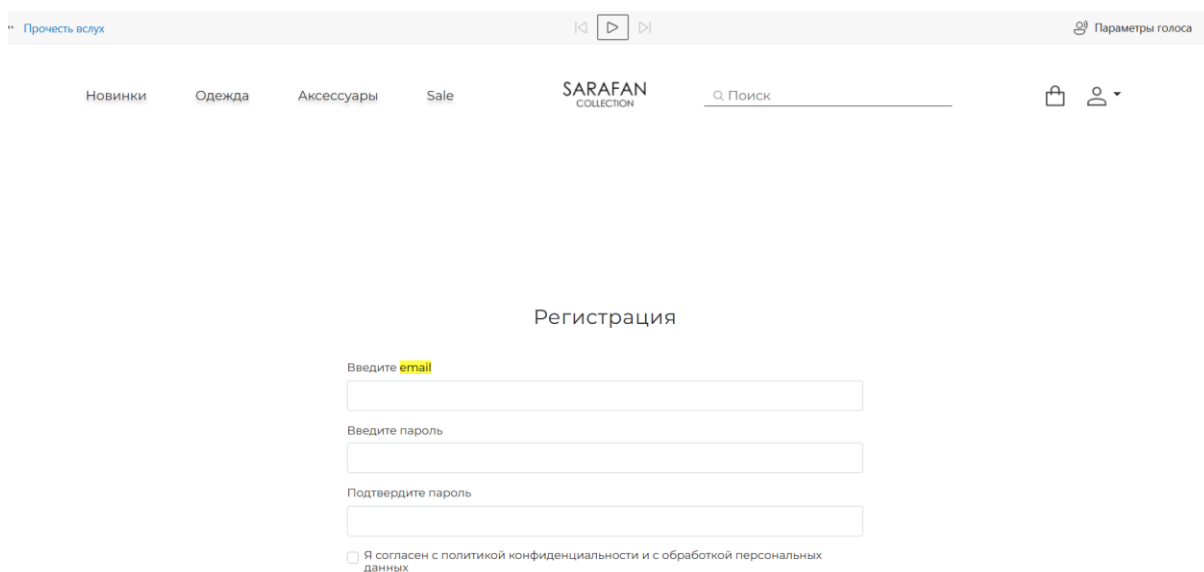 Прочесть вслух
Параметры голоса
Новинки Одежда Аксессуары Sale
SARAFAN
COLLECTION
Поиск
Регистрация
Введите email
Введите пароль
Подтвердите пароль
Я согласен с политикой конфиденциальности и с обработкой персональных
данных